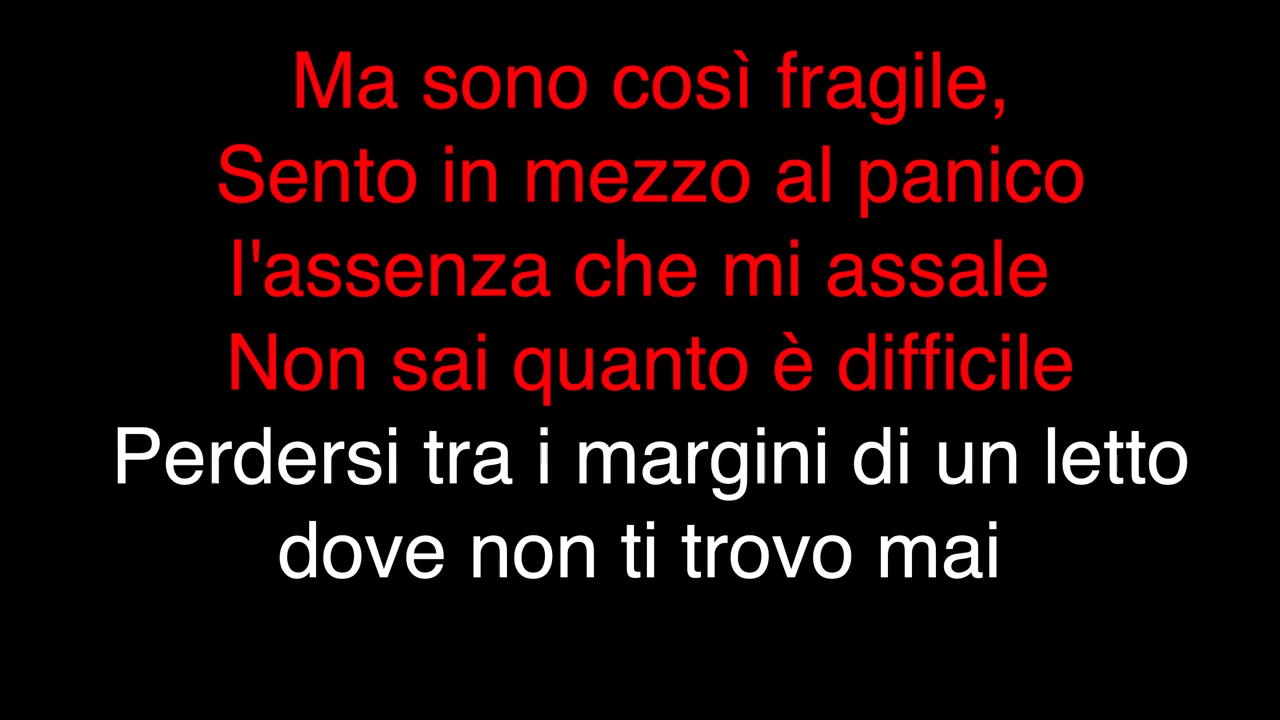 Ma sono così fragile,
Sento in mezzo al panico
l'assenza che mi assale
Non sai quanto è difficile
Perdersi tra i margini di un letto
dove non ti trovo mai